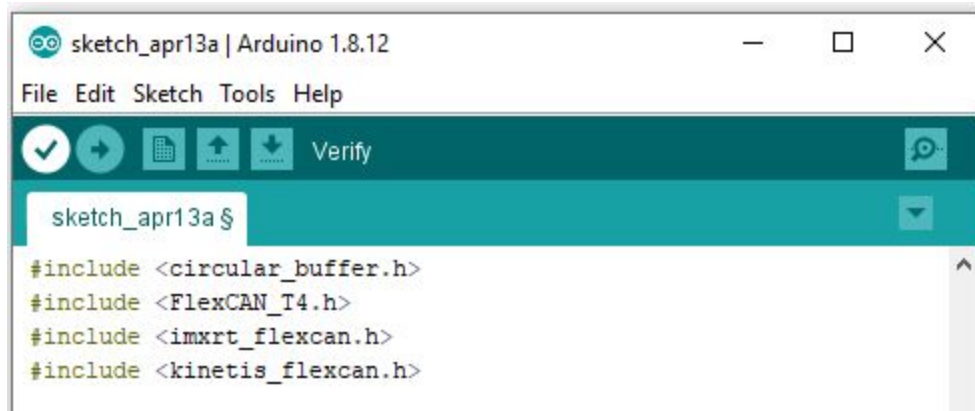 sketch_apr13a | Arduino 1.8.12
File Edit Sketch Tools Help
Verify
sketch_apr13a §
#include <circular_buffer.h>
#include <FlexCAN_T4.h>
#include <imxrt_flexcan.h>
#include <kinetis_flexcan.h>